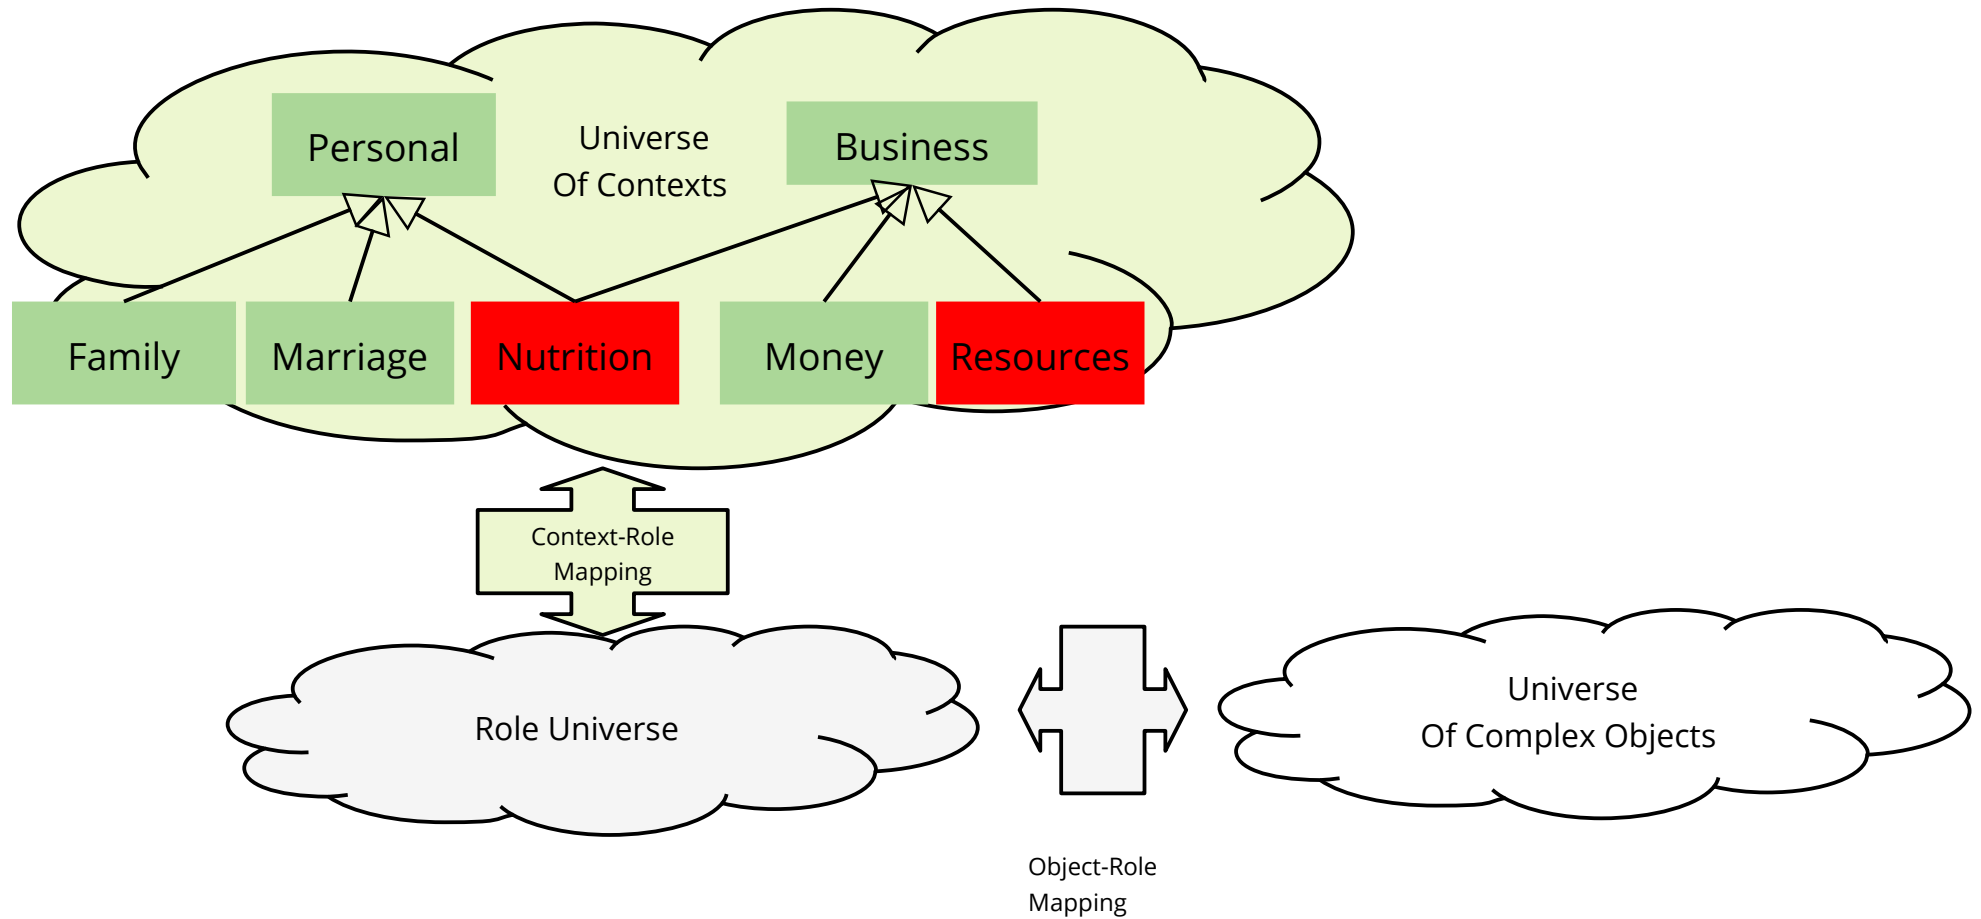 Personal
Universe
Of Contexts
Business
Family
Marriage
Nutrition
Money
Resources
Context-Role
Mapping
Role Universe
Universe
Of Complex Objects
Object-Role
Mapping